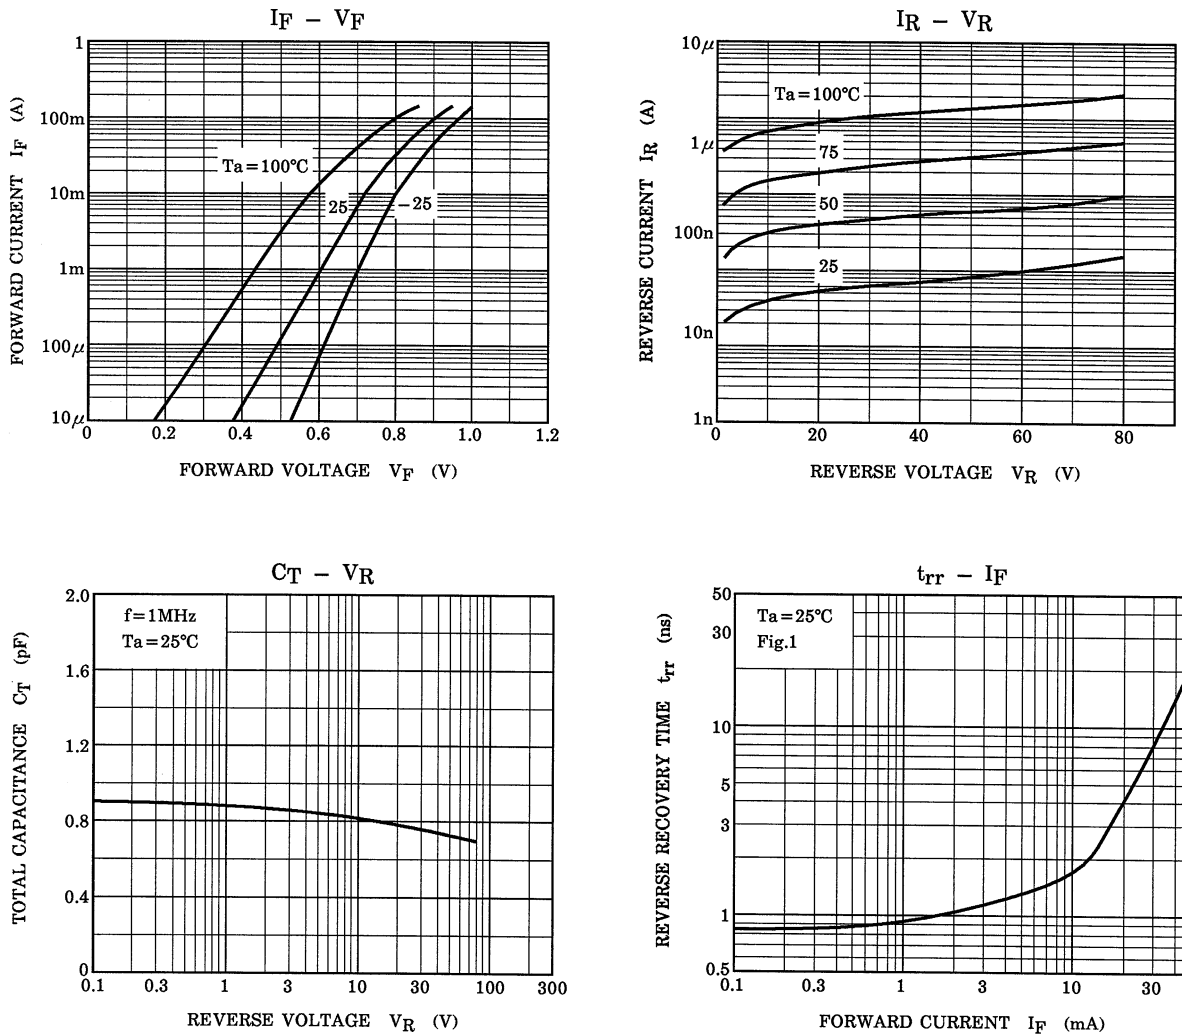 IF – VF
1
100m
10m
1m
100μ
10μ
FORWARD CURRENT IF (A)
Ta=100°C
25
−25
0
0.2
0.4
0.6
0.8
1.0
1.2
FORWARD VOLTAGE VF (V)
IR – VR
10μ
1μ
100n
10n
1n
REVERSE CURRENT IR (A)
Ta=100°C
75
50
25
0
20
40
60
80
REVERSE VOLTAGE VR (V)
CT – VR
2.0
1.6
1.2
0.8
0.4
0
TOTAL CAPACITANCE CT (pF)
f=1MHz
Ta=25°C
0.1
0.3
1
3
10
30
100
300
REVERSE VOLTAGE VR (V)
trr – IF
50
30
10
5
3
1
0.5
REVERSE RECOVERY TIME trr (ns)
Ta=25°C
Fig.1
0.1
0.3
1
3
10
30
50
FORWARD CURRENT IF (mA)